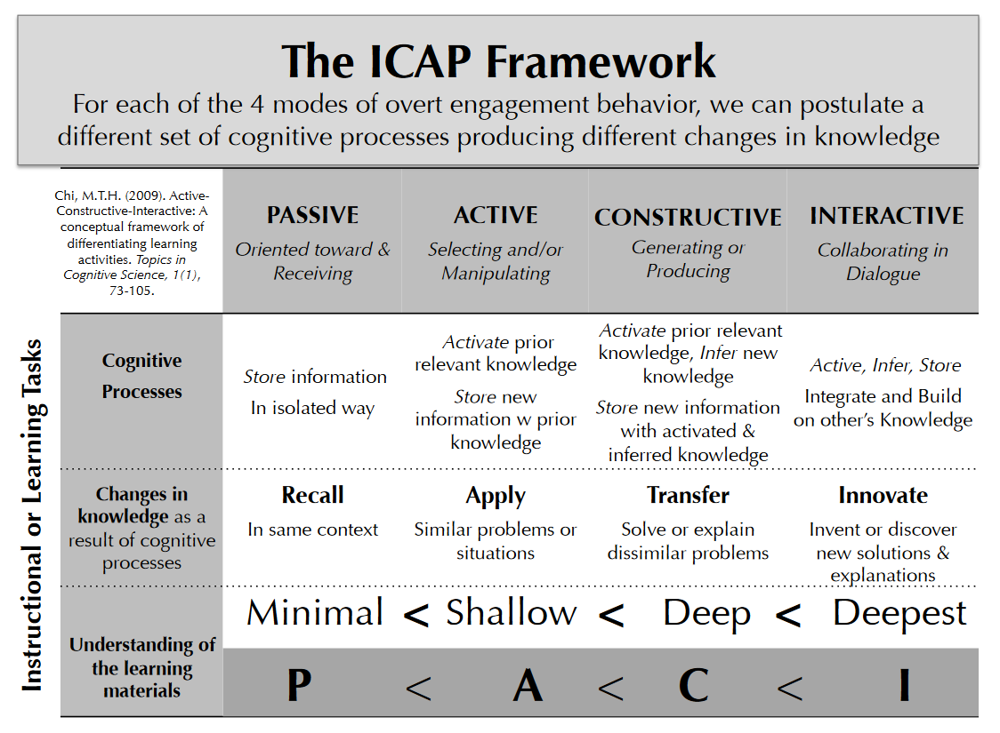 The ICAP Framework
For each of the 4 modes of overt engagement behavior, we can postulate a
different set of cognitive processes producing different changes in knowledge
Chi, M.T.H. (2009). Active-
Constructive-Interactive: A
conceptual framework of
differentiating learning
activities. Topics in
Cognitive Science, 1(1),
73-105.
PASSIVE
Oriented toward &
Receiving
ACTIVE
Selecting and/or
Manipulating
CONSTRUCTIVE
Generating or
Producing
INTERACTIVE
Collaborating in
Dialogue
Instructional or Learning Tasks
Cognitive
Processes
Store information
In isolated way
Activate prior
relevant knowledge
Store new
information w prior
knowledge
Activate prior relevant
knowledge, Infer new
knowledge
Store new information
with activated &
inferred knowledge
Active, Infer, Store
Integrate and Build
on other's Knowledge
Changes in
knowledge as a
result of cognitive
processes
Recall
In same context
Apply
Similar problems or
situations
Transfer
Solve or explain
dissimilar problems
Innovate
Invent or discover
new solutions &
explanations
Understanding of
the learning
materials
Minimal < Shallow < Deep < Deepest
P < A < C < I